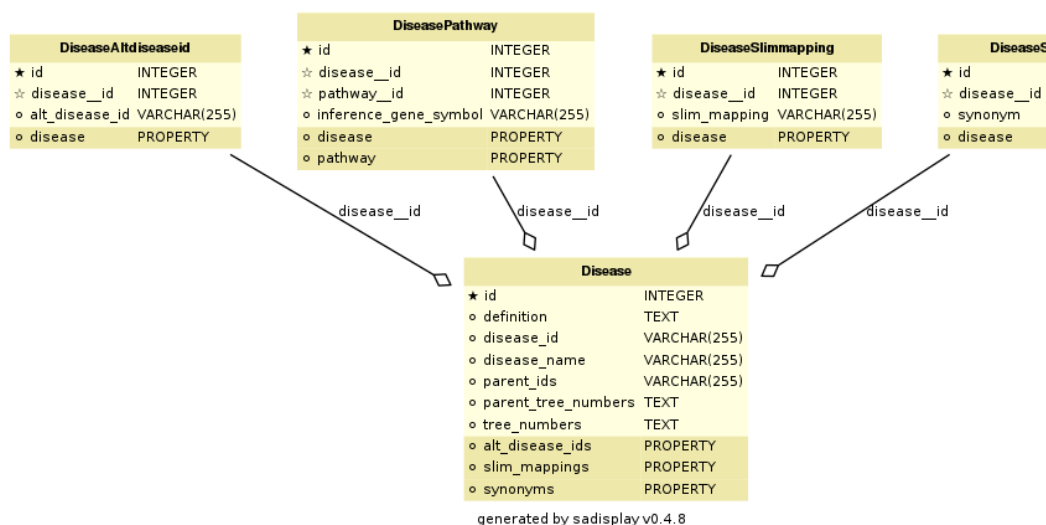 DiseaseAltdiseaseid
★ id INTEGER
☆ disease__id INTEGER
alt_disease_id VARCHAR(255)
disease PROPERTY
DiseasePathway
★ id INTEGER
☆ disease__id INTEGER
☆ pathway__id INTEGER
inference_gene_symbol VARCHAR(255)
disease PROPERTY
pathway PROPERTY
DiseaseSlimmapping
★ id INTEGER
☆ disease__id INTEGER
slim_mapping VARCHAR(255)
disease PROPERTY
DiseaseS
★ id
☆ disease__id
synonym
disease
disease__id
disease__id
disease__id
disease__id
Disease
★ id INTEGER
definition TEXT
disease_id VARCHAR(255)
disease_name VARCHAR(255)
parent_ids VARCHAR(255)
parent_tree_numbers TEXT
tree_numbers TEXT
alt_disease_ids PROPERTY
slim_mappings PROPERTY
synonyms PROPERTY
generated by sadisplay v0.4.8